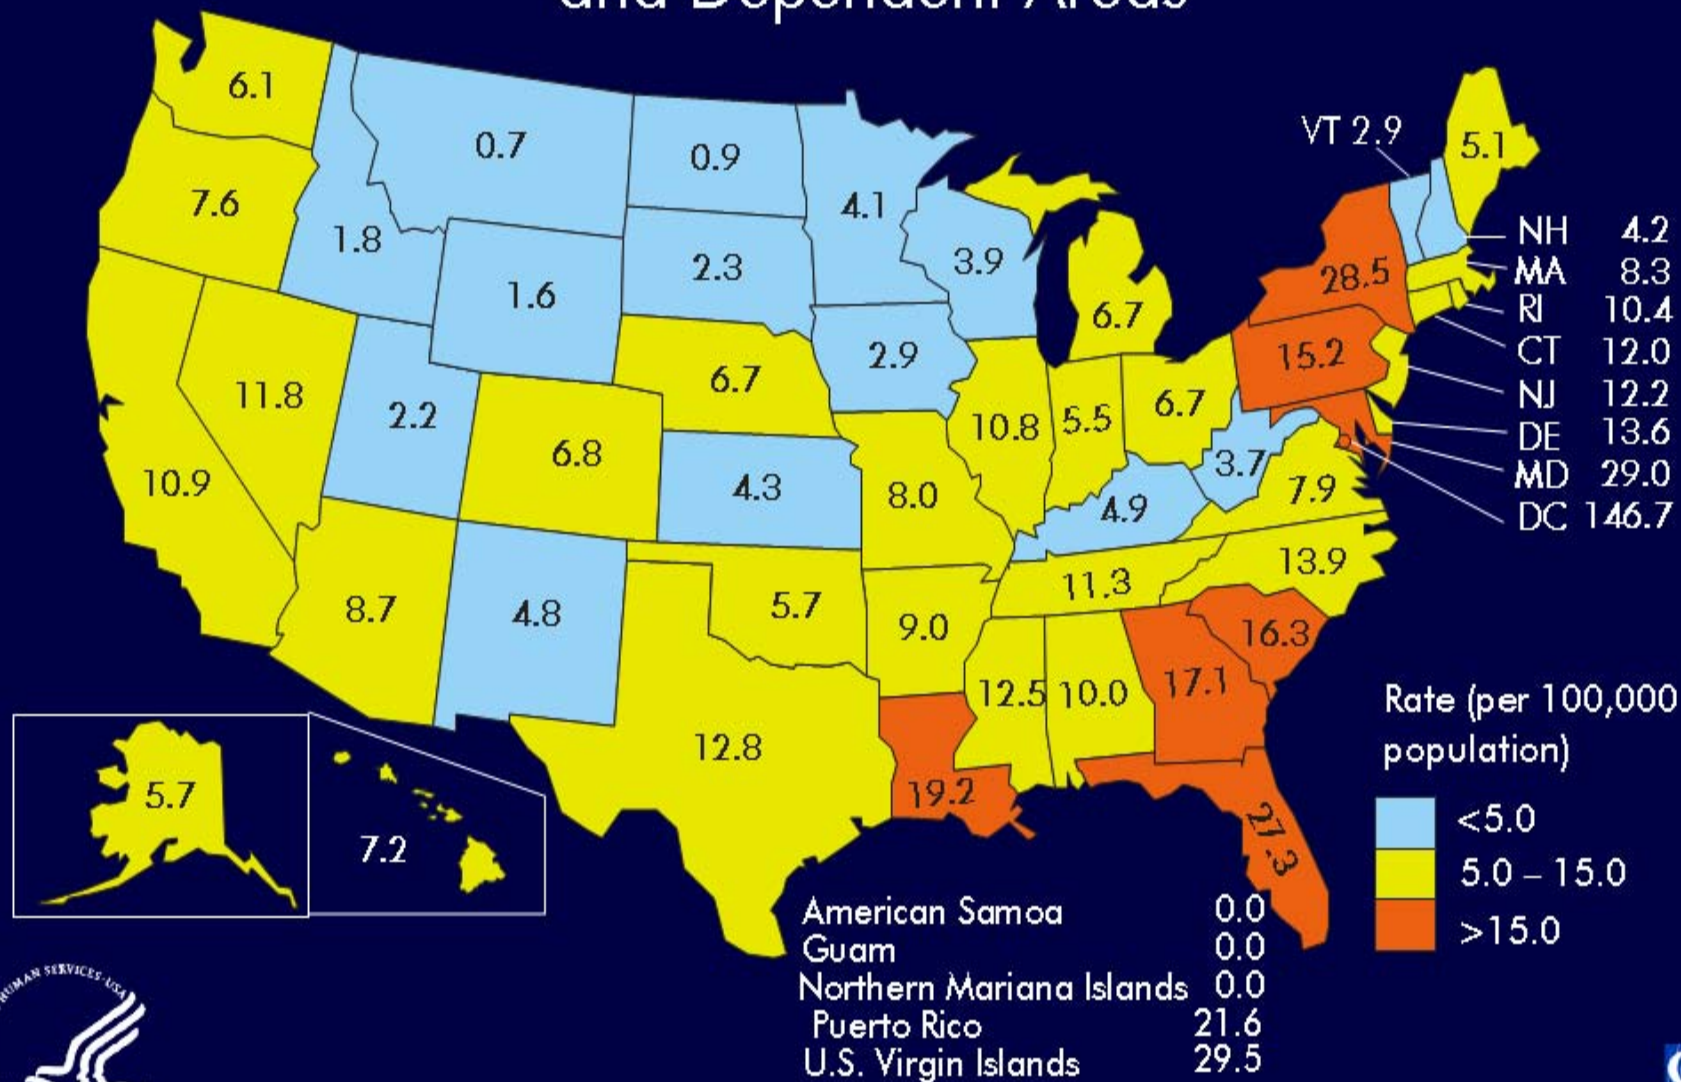 and Dependent Areas
6.1
0.7
0.9
VT 2.9
5.1
7.6
1.8
4.1
1.6
2.3
3.9
28.5
NH 4.2
MA 8.3
RI 10.4
CT 12.0
NJ 12.2
DE 13.6
MD 29.0
DC 146.7
6.7
2.9
15.2
11.8
2.2
6.7
10.8
5.5
6.7
10.9
6.8
4.3
8.0
3.7
4.9
7.9
13.9
11.3
8.7
4.8
5.7
9.0
16.3
12.5
10.0
17.1
12.8
19.2
27.3
5.7
7.2
Rate (per 100,000
population)
<5.0
5.0 – 15.0
>15.0
American Samoa 0.0
Guam 0.0
Northern Mariana Islands 0.0
Puerto Rico 21.6
U.S. Virgin Islands 29.5
HUMAN SERVICES·USA